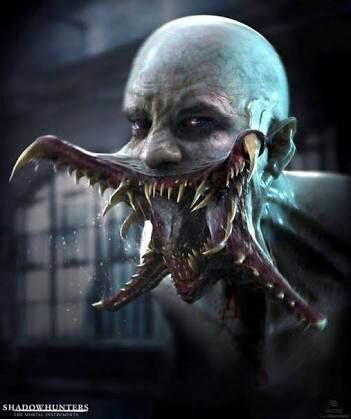 SHADOWHUNTERS
THE MORTAL INSTRUMENTS